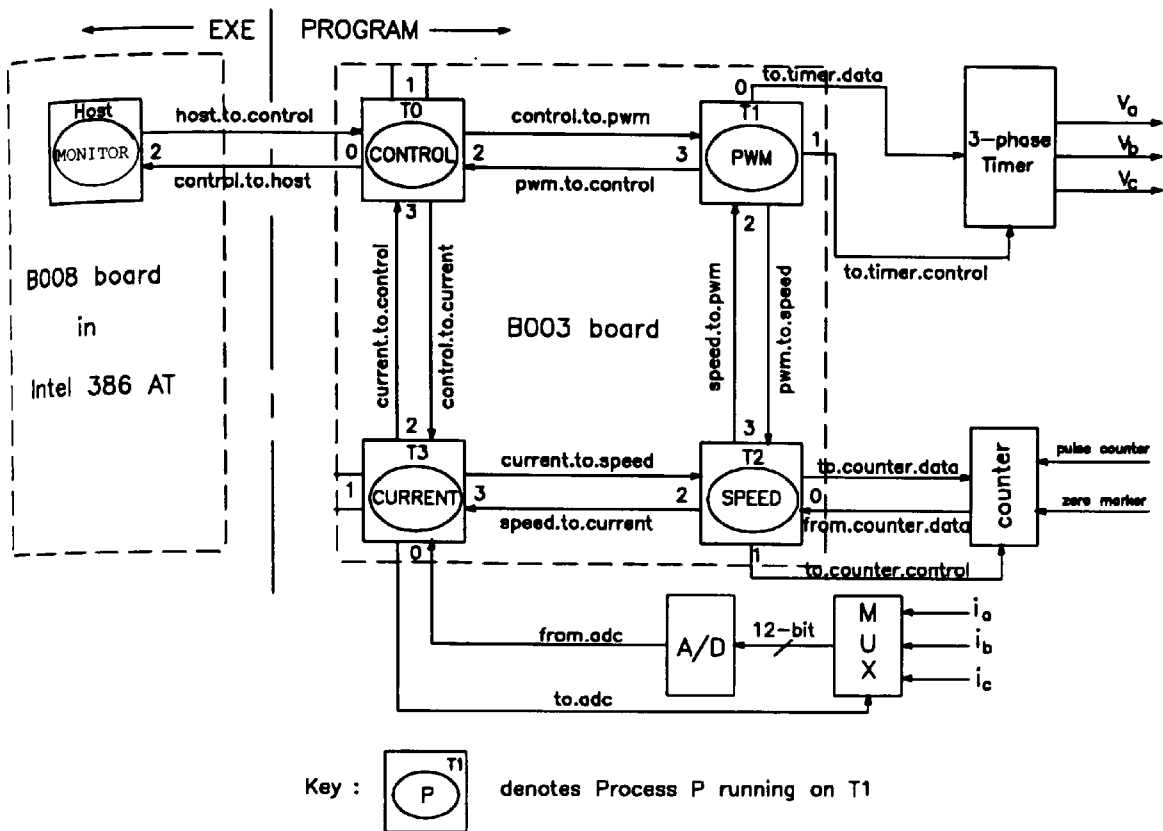 EXE PROGRAM
Host
MONITOR
2
host.to.control
control.to.host
0
1
T0
CONTROL
2
3
control.to.pwm
pwm.to.control
3
0
T1
PWM
1
2
to.timer.data
to.timer.control
3-phase
Timer
Va
Vb
Vc
B008 board
in
Intel 386 AT
current.to.control
control.to.current
B003 board
speed.to.pwm
pwm.to.speed
2
T3
CURRENT
1
3
0
current.to.speed
speed.to.current
3
T2
SPEED
2
0
1
to.counter.data
from.counter.data
to.counter.control
counter
pulse counter
zero marker
from.adc
to.adc
A/D
12-bit
M
U
X
ia
ib
ic
Key :
T1
P
denotes Process P running on T1